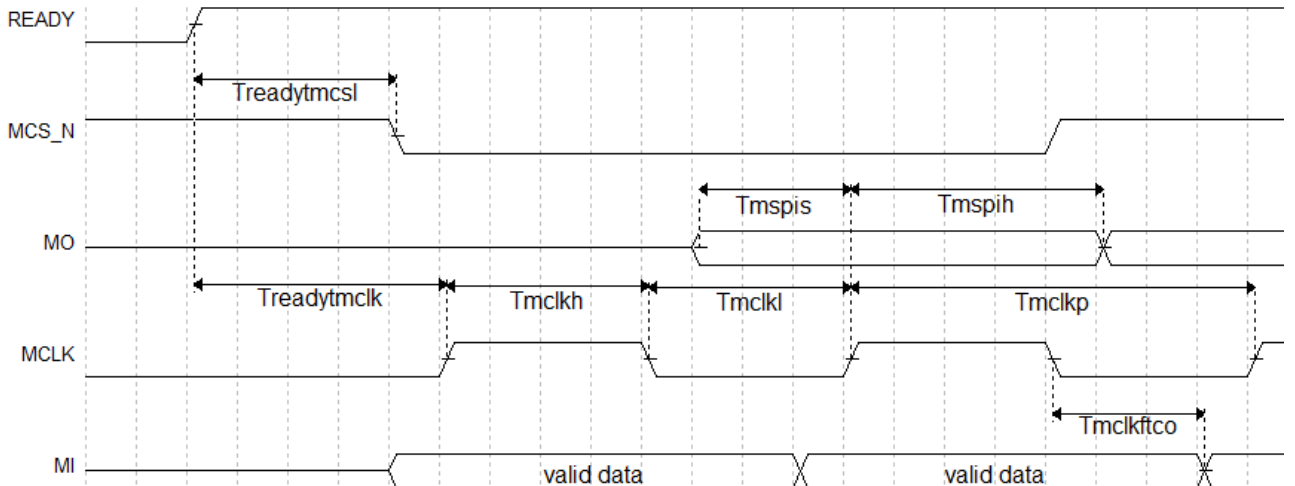 READY
Treadytmcsl
MCS_N
Tmspis Tmspih
MO
Treadytmclk Tmclkh Tmclkl Tmclkp
MCLK
Tmclkftco
MI valid data valid data